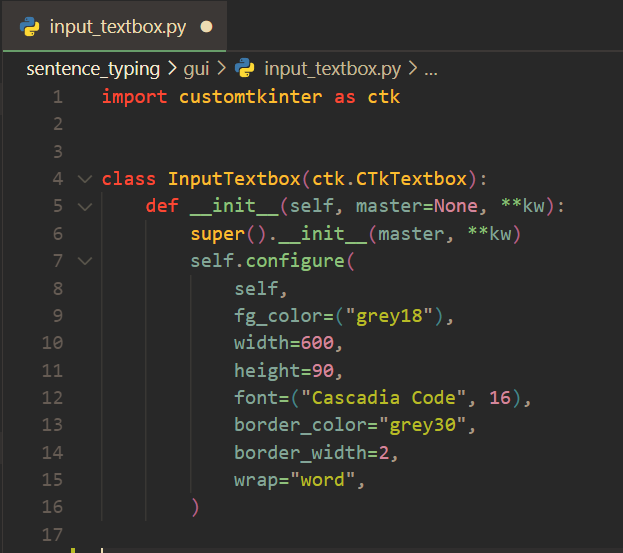 input_textbox.py
sentence_typing > gui > input_textbox.py > ...
1 import customtkinter as ctk
2
3
4 class InputTextbox(ctk.CTkTextbox):
5     def __init__(self, master=None, **kw):
6         super().__init__(master, **kw)
7         self.configure(
8             self,
9             fg_color=("grey18"),
10             width=600,
11             height=90,
12             font=("Cascadia Code", 16),
13             border_color="grey30",
14             border_width=2,
15             wrap="word",
16         )
17